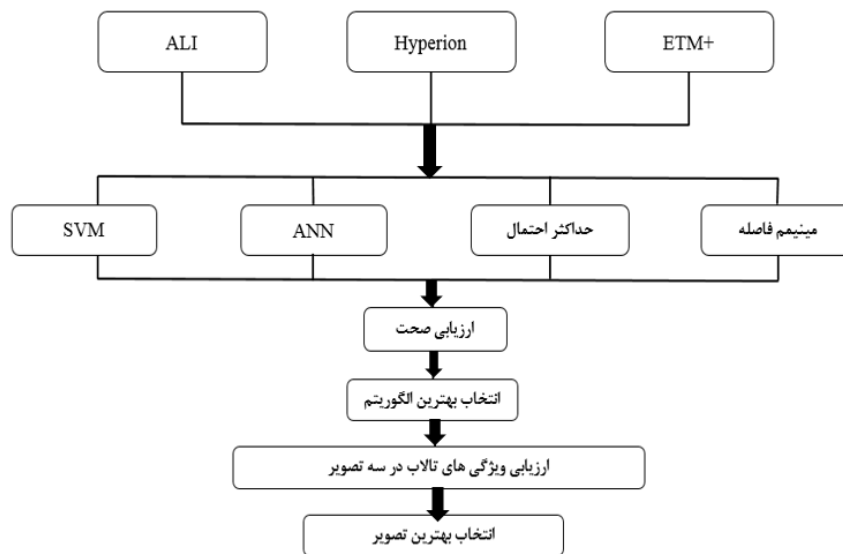 ALI
Hyperion
ETM+
SVM
ANN
حداکثر احتمال
مینیمم فاصله
ارزیابی صحت
انتخاب بهترین الگوریتم
ارزیابی ویژگی های تالاب در سه تصویر
انتخاب بهترین تصویر